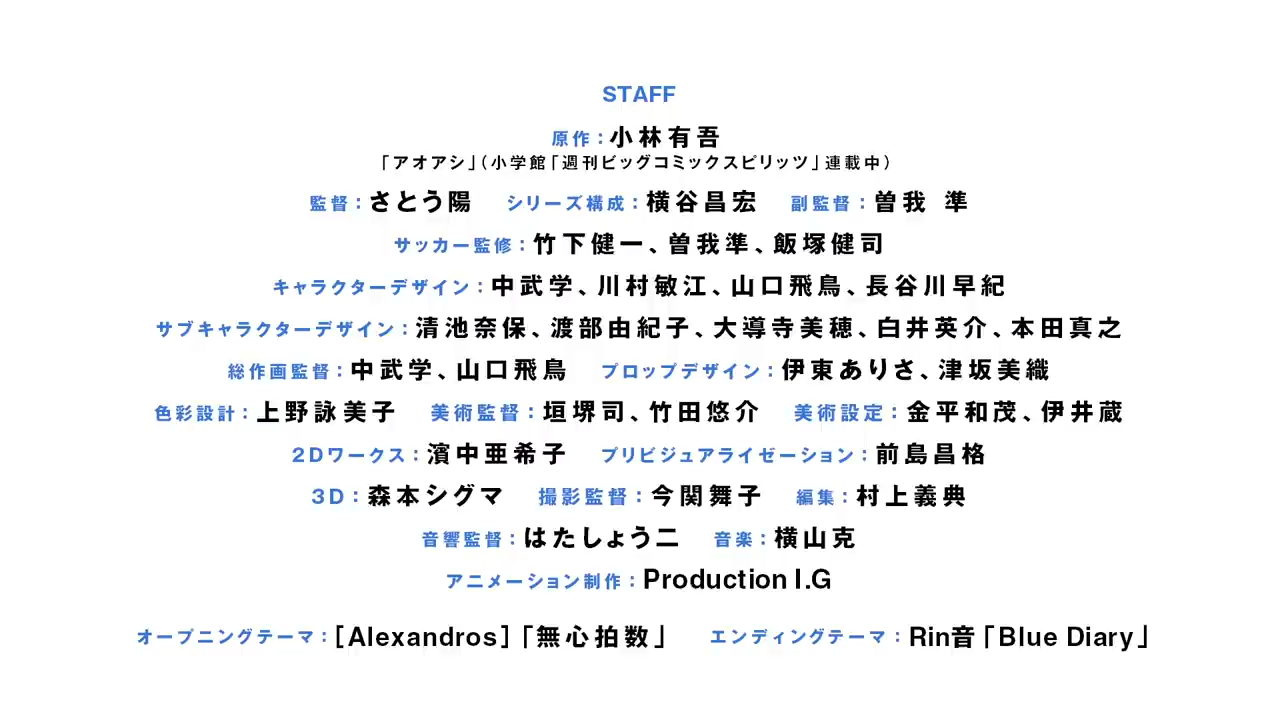 STAFF
原作：小林有吾
「アオアシ」（小学館「週刊ビッグコミックスピリッツ」連載中）
監督：さとう陽　シリーズ構成：横谷昌宏　副監督：曽我 準
サッカー監修：竹下健一、曽我準、飯塚健司
キャラクターデザイン：中武学、川村敏江、山口飛鳥、長谷川早紀
サブキャラクターデザイン：清池奈保、渡部由紀子、大導寺美穂、白井英介、本田真之
総作画監督：中武学、山口飛鳥　プロップデザイン：伊東ありさ、津坂美織
色彩設計：上野詠美子　美術監督：垣堺司、竹田悠介　美術設定：金平和茂、伊井蔵
2Dワークス：濱中亜希子　プリビジュアライゼーション：前島昌格
3D：森本シグマ　撮影監督：今関舞子　編集：村上義典
音響監督：はたしょう二　音楽：横山克
アニメーション制作：Production I.G
オープニングテーマ：[Alexandros]「無心拍数」　エンディングテーマ：Rin音「Blue Diary」